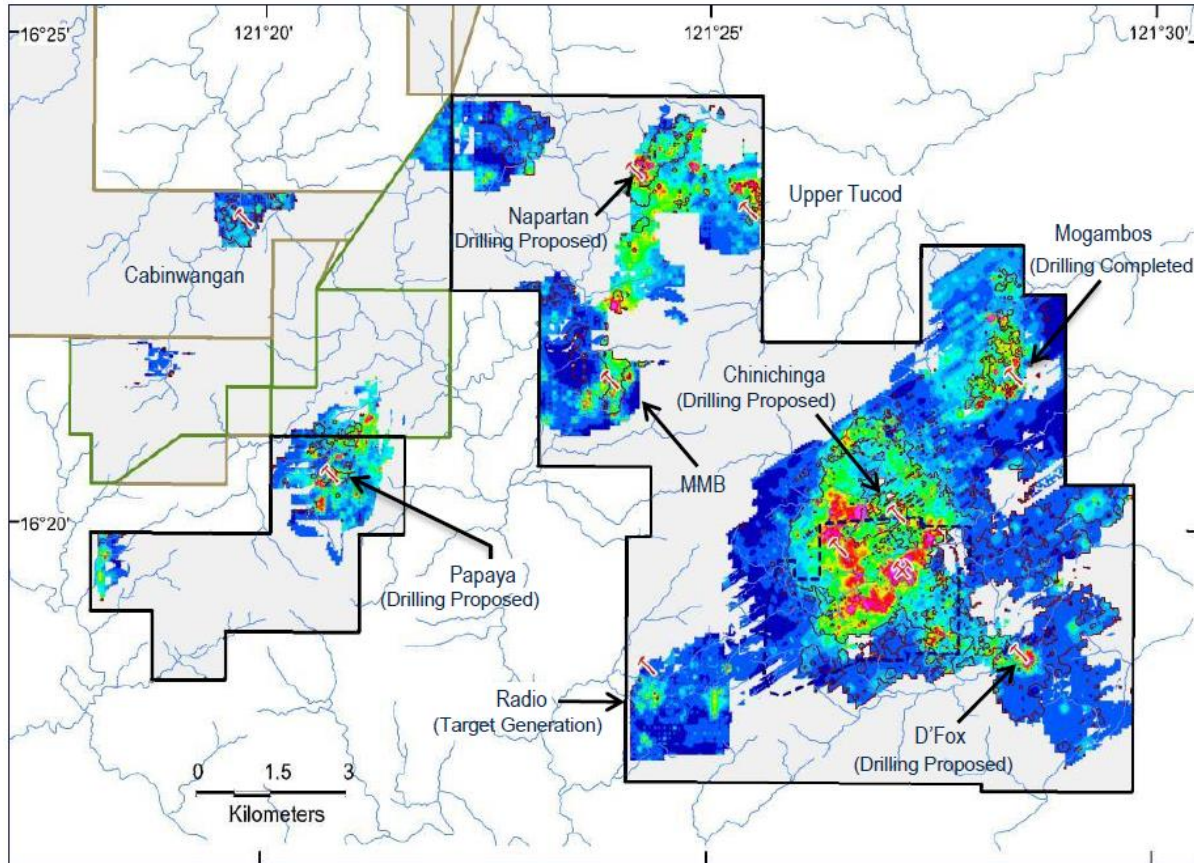 16°25'
121°20'
121°25'
121°30'
Napartan
Drilling Proposed)
Upper Tucod
Mogambos
(Drilling Completed
Cabinwangan
Chinichinga
(Drilling Proposed)
MMB
16°20'
Papaya
(Drilling Proposed)
Radio
(Target Generation)
D'Fox
(Drilling Proposed)
0 1.5 3
Kilometers